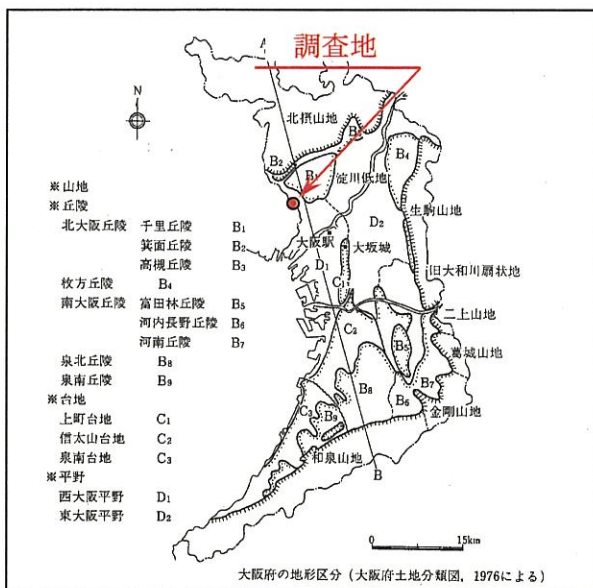 A
調査地
N
北摂山地
B3
B2
B1
淀川低地
B4
※山地
※丘陵
生駒山地
北大阪丘陵 千里丘陵 B1
箕面丘陵 B2
高槻丘陵 B3
枚方丘陵 B4
南大阪丘陵 富田林丘陵 B5
河内長野丘陵 B6
河南丘陵 B7
泉北丘陵 B8
泉南丘陵 B9
※台地
上町台地 C1
信太山台地 C2
泉南台地 C3
※平野
西大阪平野 D1
東大阪平野 D2
D2
大阪駅
大坂城
D1
C1
旧大和川扇状地
二上山地
C2
B5
葛城山地
B8
B7
B6
C3
B9
金剛山地
和泉山地
B
0 15km
大阪府の地形区分(大阪府土地分類図, 1976による)